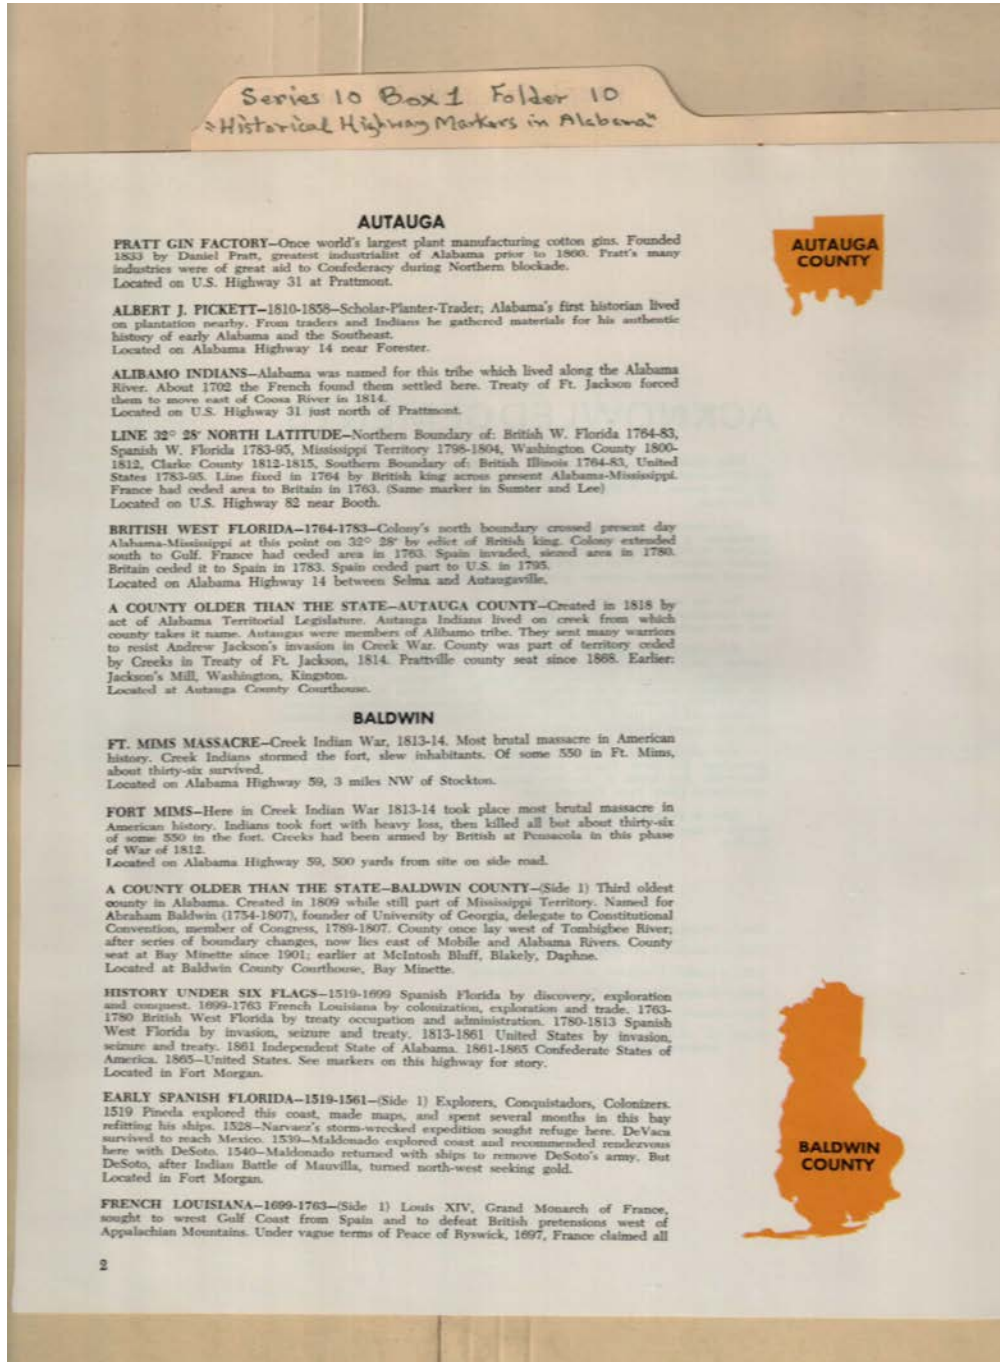 Series 10 Box 1 Folder 10
"Historical Highway Markers in Alabama"
AUTAUGA
PRATT GIN FACTORY—Once world's largest plant manufacturing cotton gins. Founded
1833 by Daniel Pratt, greatest industrialist of Alabama prior to 1860. Pratt's many
industries were of great aid to Confederacy during Northern blockade.
Located on U.S. Highway 31 at Prattmont.
AUTAUGA
COUNTY
ALBERT J. PICKETT—1810-1858—Scholar-Planter-Trader; Alabama's first historian lived
on plantation nearby. From traders and Indians he gathered materials for his authentic
history of early Alabama and the Southeast.
Located on Alabama Highway 14 near Forester.
ALIBAMO INDIANS—Alabama was named for this tribe which lived along the Alabama
River. About 1702 the French found them settled here. Treaty of Ft. Jackson forced
them to move east of Coosa River in 1814.
Located on U.S. Highway 31 just north of Prattmont.
LINE 32° 28' NORTH LATITUDE—Northern Boundary of: British W. Florida 1764-83,
Spanish W. Florida 1783-95, Mississippi Territory 1798-1804, Washington County 1800-
1812, Clarke County 1812-1815, Southern Boundary of: British Illinois 1764-83, United
States 1783-95. Line fixed in 1764 by British king across present Alabama-Mississippi.
France had ceded area to Britain in 1763. (Same marker in Sumter and Lee)
Located on U.S. Highway 82 near Booth.
BRITISH WEST FLORIDA—1764-1783—Colony's north boundary crossed present day
Alabama-Mississippi at this point on 32° 28' by edict of British king. Colony extended
south to Gulf. France had ceded area in 1763. Spain invaded, siezed area in 1780.
Britain ceded it to Spain in 1783. Spain ceded part to U.S. in 1795.
Located on Alabama Highway 14 between Selma and Autaugaville.
A COUNTY OLDER THAN THE STATE—AUTAUGA COUNTY—Created in 1818 by
act of Alabama Territorial Legislature. Autauga Indians lived on creek from which
county takes it name. Autangas were members of Alibamo tribe. They sent many warriors
to resist Andrew Jackson's invasion in Creek War. County was part of territory ceded
by Creeks in Treaty of Ft. Jackson, 1814. Prattville county seat since 1868. Earlier:
Jackson's Mill, Washington, Kingston.
Located at Autauga County Courthouse.
BALDWIN
FT. MIMS MASSACRE—Creek Indian War, 1813-14. Most brutal massacre in American
history. Creek Indians stormed the fort, slew inhabitants. Of some 550 in Ft. Mims,
about thirty-six survived.
Located on Alabama Highway 59, 3 miles NW of Stockton.
FORT MIMS—Here in Creek Indian War 1813-14 took place most brutal massacre in
American history. Indians took fort with heavy loss, then killed all but about thirty-six
of some 550 in the fort. Creeks had been armed by British at Pensacola in this phase
of War of 1812.
Located on Alabama Highway 59, 500 yards from site on side road.
A COUNTY OLDER THAN THE STATE—BALDWIN COUNTY—(Side 1) Third oldest
county in Alabama. Created in 1809 while still part of Mississippi Territory. Named for
Abraham Baldwin (1754-1807), founder of University of Georgia, delegate to Constitutional
Convention, member of Congress, 1789-1807. County once lay west of Tombigbee River;
after series of boundary changes, now lies east of Mobile and Alabama Rivers. County
seat at Bay Minette since 1901; earlier at McIntosh Bluff, Blakely, Daphne.
Located at Baldwin County Courthouse, Bay Minette.
HISTORY UNDER SIX FLAGS—1519-1699 Spanish Florida by discovery, exploration
and conquest. 1699-1763 French Louisiana by colonization, exploration and trade. 1763-
1780 British West Florida by treaty occupation and administration. 1780-1813 Spanish
West Florida by invasion, seizure and treaty. 1813-1861 United States by invasion,
seizure and treaty. 1861 Independent State of Alabama. 1861-1865 Confederate States of
America. 1865—United States. See markers on this highway for story.
Located in Fort Morgan.
EARLY SPANISH FLORIDA—1519-1561—(Side 1) Explorers, Conquistadors, Colonizers.
1519 Pineda explored this coast, made maps, and spent several months in this bay
refitting his ships. 1528—Narvaez's storm-wrecked expedition sought refuge here. DeVaca
survived to reach Mexico. 1539—Maldonado explored coast and recommended rendezvous
here with DeSoto. 1540—Maldonado returned with ships to remove DeSoto's army. But
DeSoto, after Indian Battle of Mauvilla, turned north-west seeking gold.
Located in Fort Morgan.
BALDWIN
COUNTY
FRENCH LOUISIANA—1699-1763—(Side 1) Louis XIV, Grand Monarch of France,
sought to wrest Gulf Coast from Spain and to defeat British pretensions west of
Appalachian Mountains. Under vague terms of Peace of Ryswick, 1697, France claimed all
2